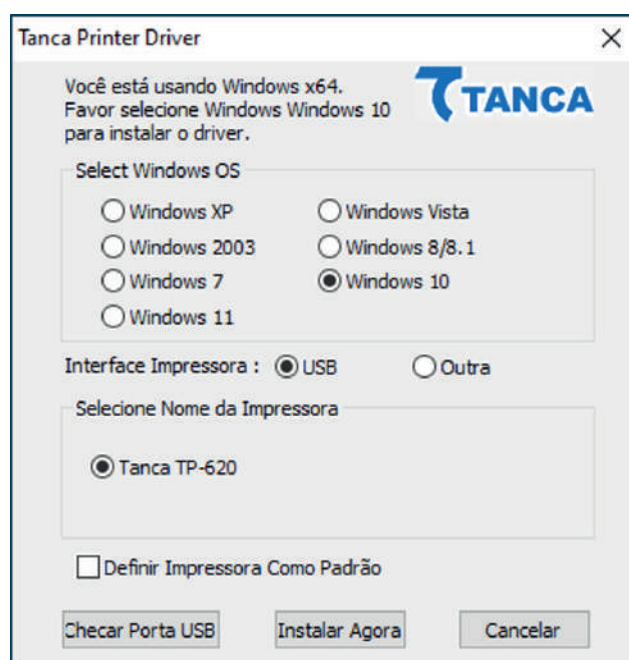 Tanca Printer Driver
Você está usando Windows x64.
Favor selecione Windows Windows 10
para instalar o driver.
TANCA
Select Windows OS
Windows XP
Windows Vista
Windows 2003
Windows 8/8.1
Windows 7
Windows 10
Windows 11
Interface Impressora : USB Outra
Selecione Nome da Impressora
Tanca TP-620
Definir Impressora Como Padrão
Checar Porta USB
Instalar Agora
Cancelar